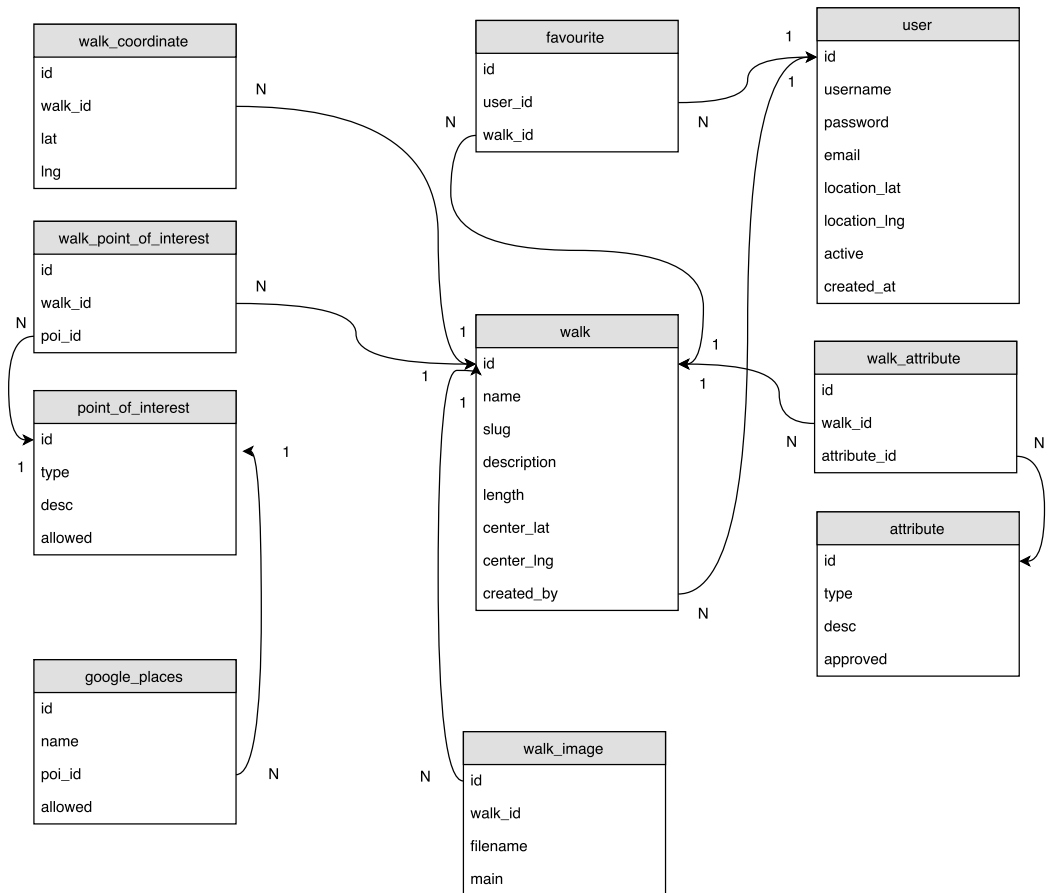 walk_coordinate
id
walk_id
lat
lng
N
favourite
id
user_id
walk_id
N
N
user
id
username
password
email
location_lat
location_lng
active
created_at
1
1
walk_point_of_interest
id
walk_id
poi_id
N
N
point_of_interest
id
type
desc
allowed
1
1
walk
id
name
slug
description
length
center_lat
center_lng
created_by
1
1
1
1
1
N
walk_attribute
id
walk_id
attribute_id
N
N
attribute
id
type
desc
approved
google_places
id
name
poi_id
allowed
N
walk_image
id
walk_id
filename
main
N